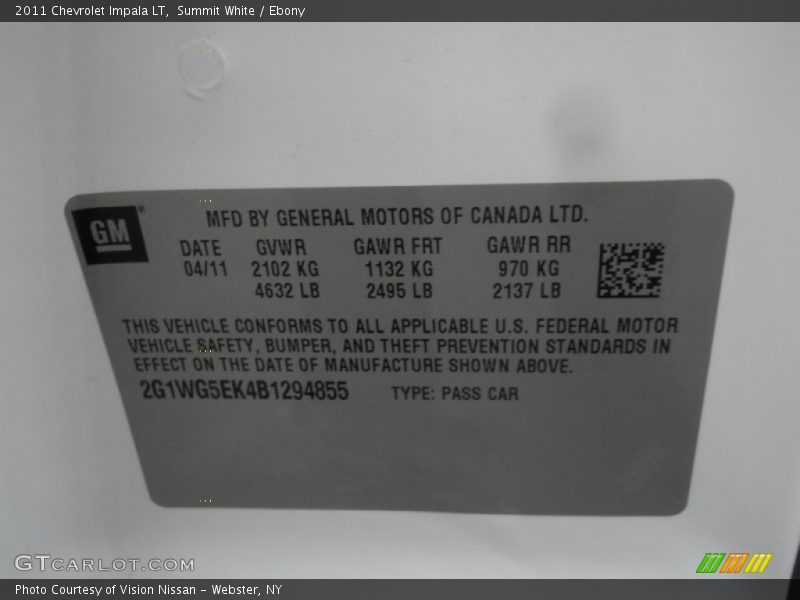 2011 Chevrolet Impala LT, Summit White / Ebony
GM®
MFD BY GENERAL MOTORS OF CANADA LTD.
DATE GVWR GAWR FRT GAWR RR
04/11 2102 KG 1132 KG 970 KG
4632 LB 2495 LB 2137 LB
THIS VEHICLE CONFORMS TO ALL APPLICABLE U.S. FEDERAL MOTOR
VEHICLE SAFETY, BUMPER, AND THEFT PREVENTION STANDARDS IN
EFFECT ON THE DATE OF MANUFACTURE SHOWN ABOVE.
2G1WG5EK4B1294855 TYPE: PASS CAR
GTCARLOT.COM
Photo Courtesy of Vision Nissan - Webster, NY